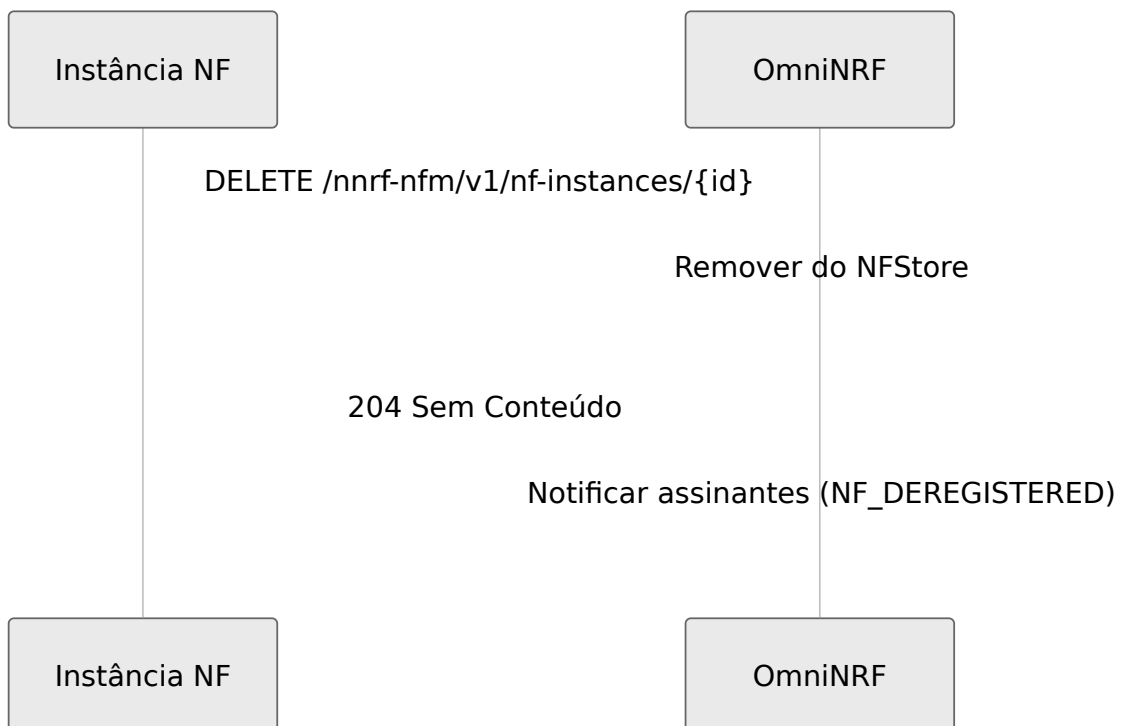 Instância NF
OmniNRF
DELETE /nnrf-nfm/v1/nf-instances/{id}
Remover do NFStore
204 Sem Conteúdo
Notificar assinantes (NF_DEREGISTERED)
Instância NF
OmniNRF